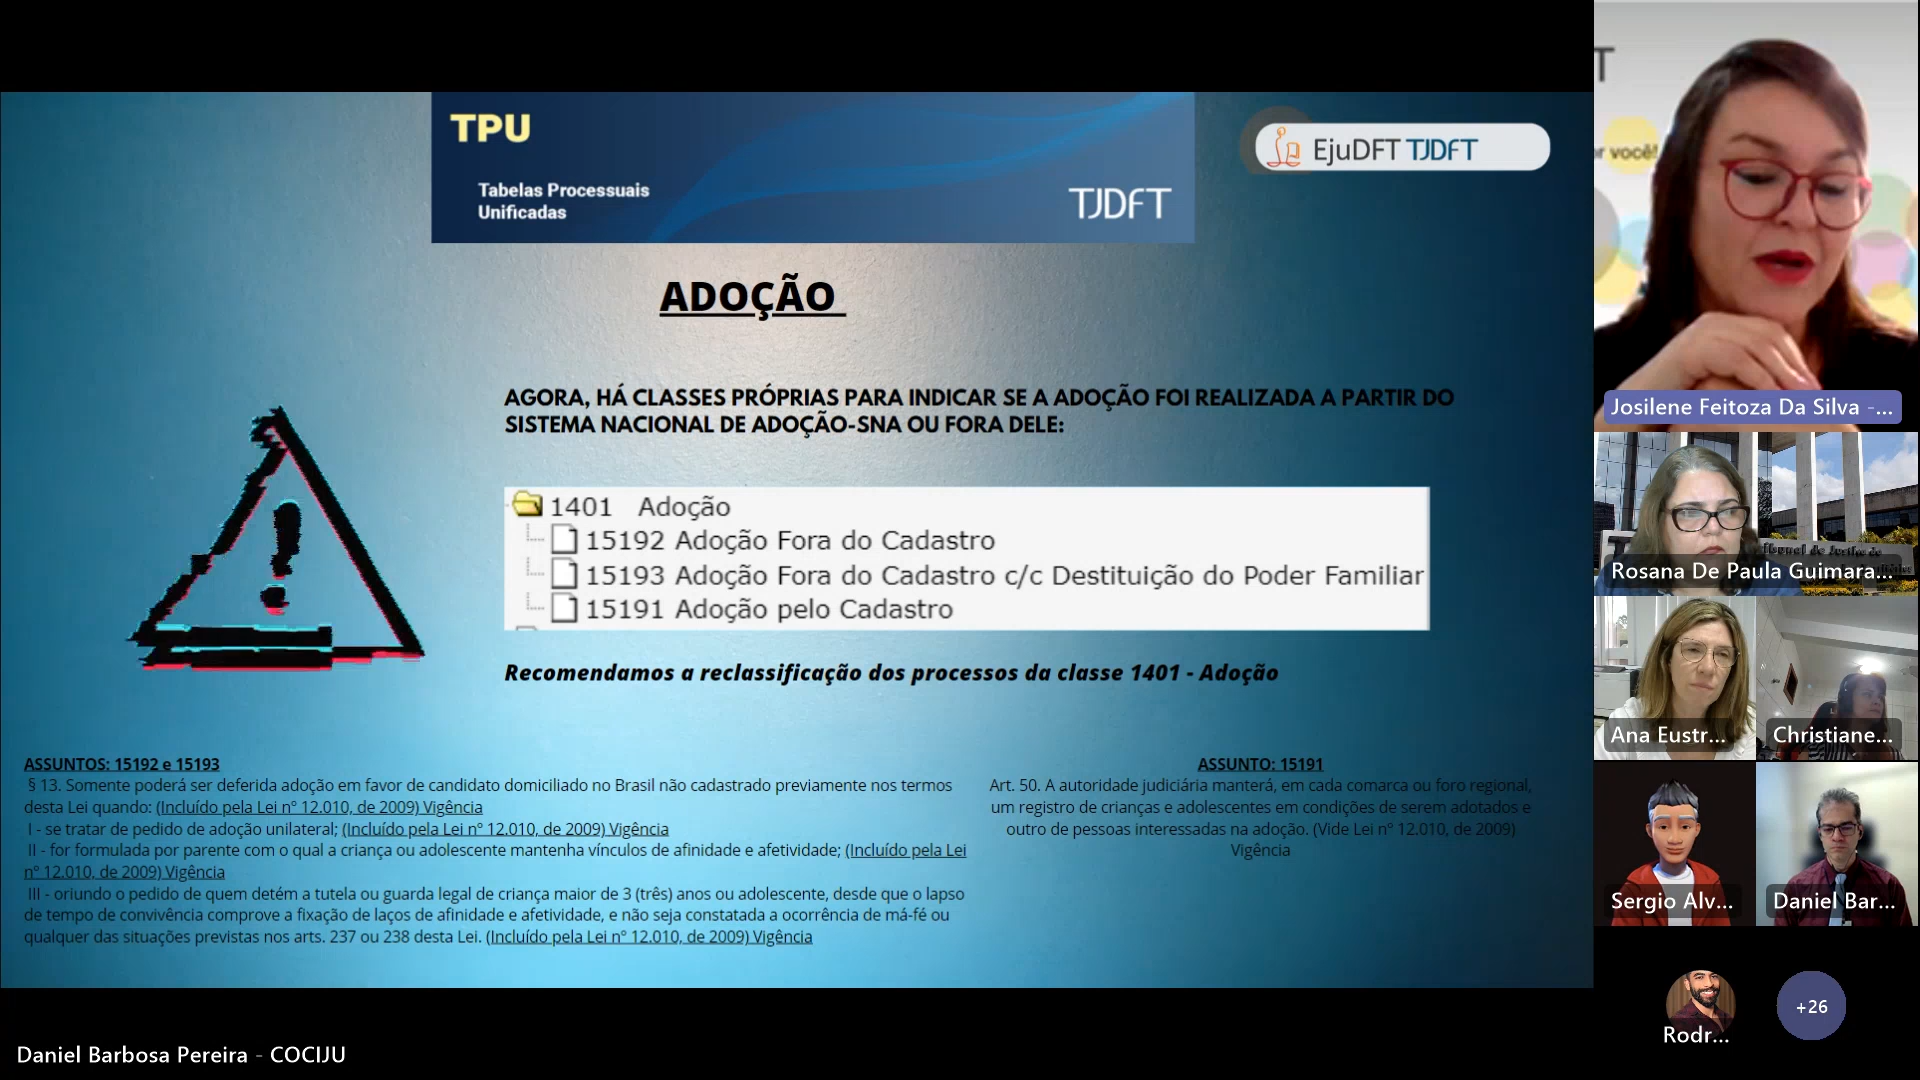 TPU
Tabelas Processuais
Unificadas
TJDFT
EjuDFT TJDFT
ADOÇÃO
AGORA, HÁ CLASSES PRÓPRIAS PARA INDICAR SE A ADOÇÃO FOI REALIZADA A PARTIR DO
SISTEMA NACIONAL DE ADOÇÃO-SNA OU FORA DELE:
1401 Adoção
15192 Adoção Fora do Cadastro
15193 Adoção Fora do Cadastro c/c Destituição do Poder Familiar
15191 Adoção pelo Cadastro
Recomendamos a reclassificação dos processos da classe 1401 - Adoção
ASSUNTOS: 15192 e 15193
§ 13. Somente poderá ser deferida adoção em favor de candidato domiciliado no Brasil não cadastrado previamente nos termos
desta Lei quando: (Incluído pela Lei nº 12.010, de 2009) Vigência
I - se tratar de pedido de adoção unilateral; (Incluído pela Lei nº 12.010, de 2009) Vigência
II - for formulada por parente com o qual a criança ou adolescente mantenha vínculos de afinidade e afetividade; (Incluído pela Lei
nº 12.010, de 2009) Vigência
III - oriundo o pedido de quem detém a tutela ou guarda legal de criança maior de 3 (três) anos ou adolescente, desde que o lapso
de tempo de convivência comprove a fixação de laços de afinidade e afetividade, e não seja constatada a ocorrência de má-fé ou
qualquer das situações previstas nos arts. 237 ou 238 desta Lei. (Incluído pela Lei nº 12.010, de 2009) Vigência
ASSUNTO: 15191
Art. 50. A autoridade judiciária manterá, em cada comarca ou foro regional,
um registro de crianças e adolescentes em condições de serem adotados e
outro de pessoas interessadas na adoção. (Vide Lei nº 12.010, de 2009)
Vigência
T
r você!
Josilene Feitoza Da Silva -...
Rosana De Paula Guimara...
Ana Eustr...
Christiane...
Sergio Alv...
Daniel Bar...
Rodr...
+26
Daniel Barbosa Pereira - COCIJU